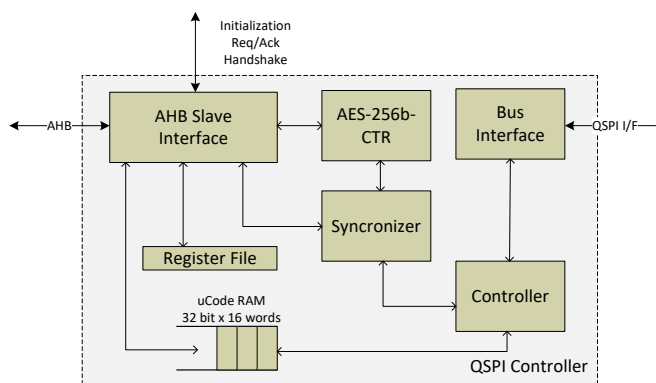 Initialization
Req/Ack
Handshake
AHB
AHB Slave
Interface
AES-256b-
CTR
Bus
Interface
QSPI I/F
Syncronizer
Register File
Controller
uCode RAM
32 bit x 16 words
QSPI Controller